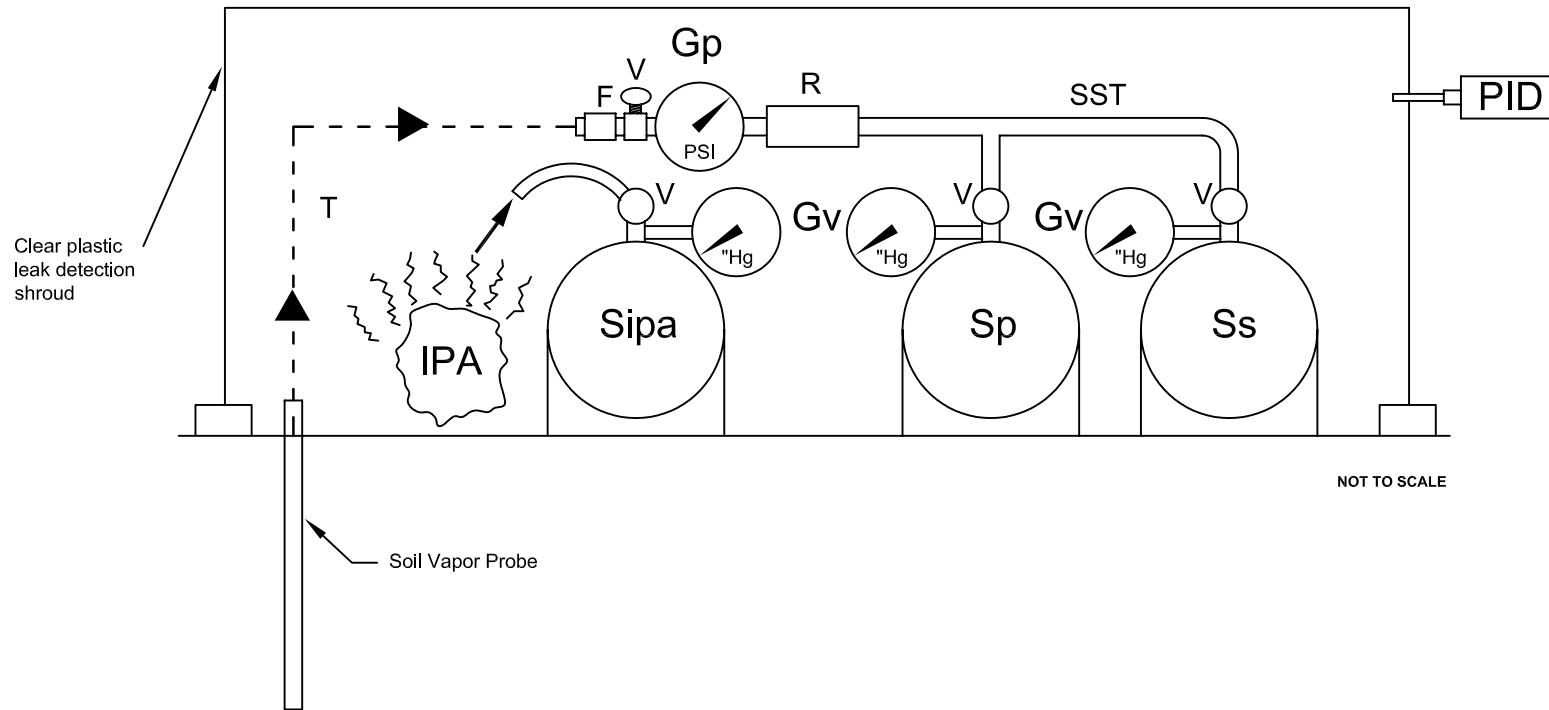 Gp
V
F
R
SST
PID
PSI
T
V
Gv
V
Gv
V
"Hg
"Hg
"Hg
Clear plastic
leak detection
shroud
IPA
Sipa
Sp
Ss
NOT TO SCALE
Soil Vapor Probe